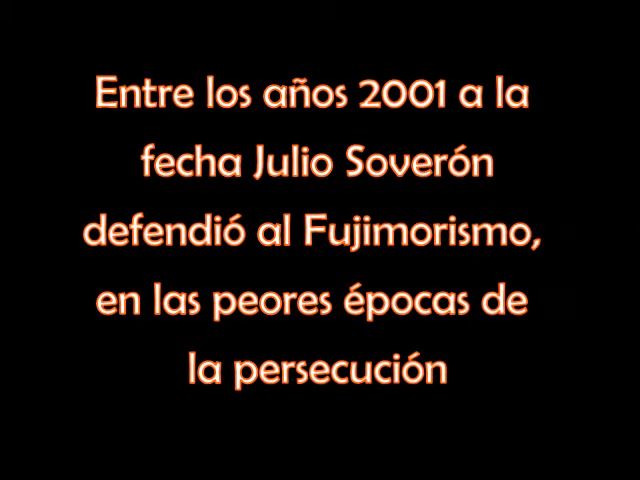 Entre los años 2001 a la
fecha Julio Soverón
defendió al Fujimorismo,
en las peores épocas de
la persecución